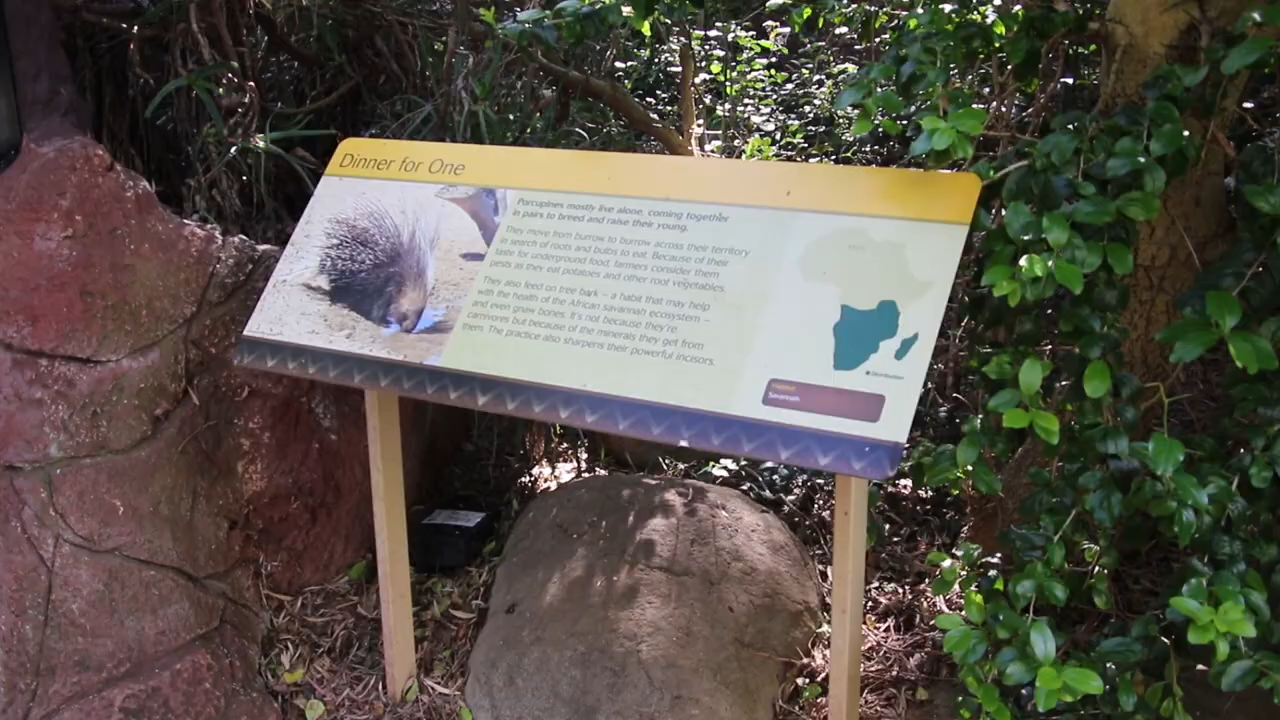 Dinner for One
Porcupines mostly live alone, coming together
in pairs to breed and raise their young.
They move from burrow to burrow across their territory
in search of roots and bulbs to eat. Because of their
taste for underground food, farmers consider them
pests as they eat potatoes and other root vegetables.
They also feed on tree bark – a habit that may help
with the health of the African savannah ecosystem –
and even gnaw bones. It's not because they're
carnivores but because of the minerals they get from
them. The practice also sharpens their powerful incisors.
Distribution
Habitat
Savannah